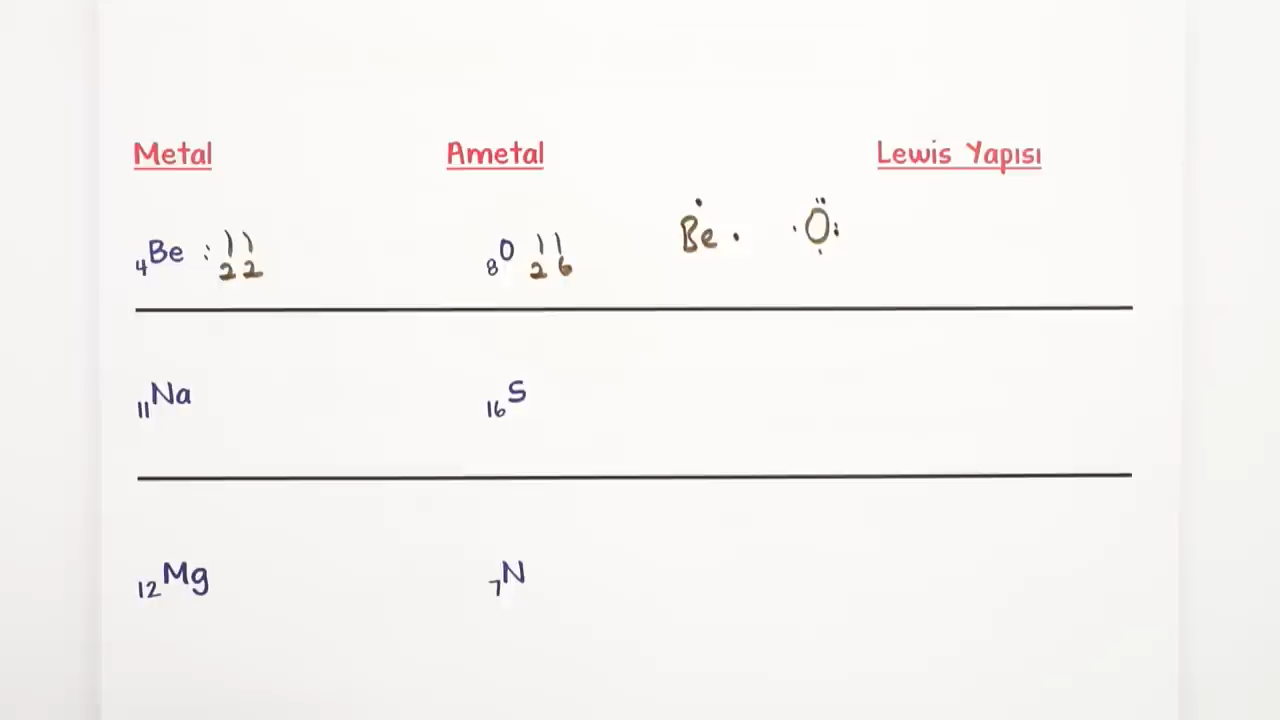 Metal Ametal Lewis Yapısı
₄Be : 2 2 ₈O 2 6 Be O
₁₁Na ₁₆S
₁₂Mg ₇N